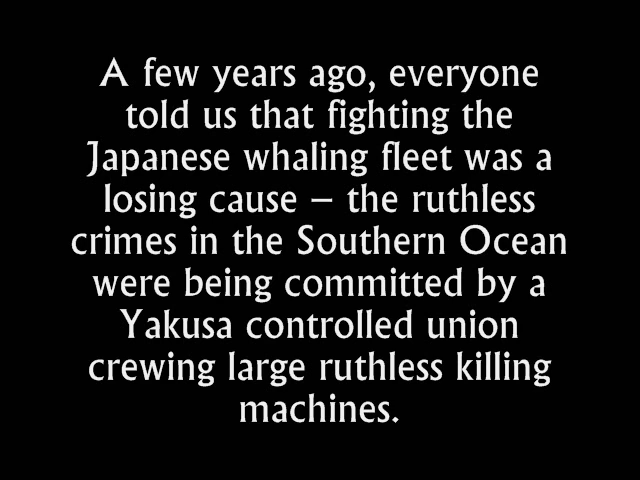 A few years ago, everyone
told us that fighting the
Japanese whaling fleet was a
losing cause – the ruthless
crimes in the Southern Ocean
were being committed by a
Yakusa controlled union
crewing large ruthless killing
machines.